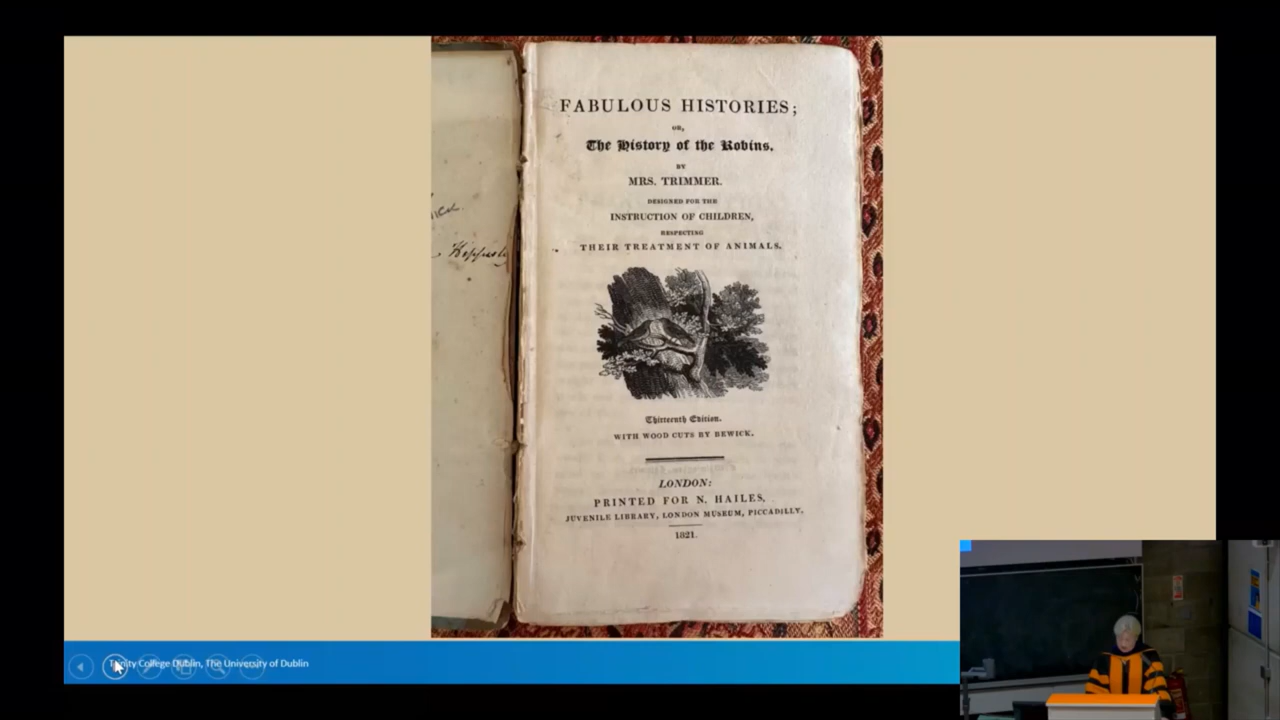 FABULOUS HISTORIES;
OR,
The History of the Robins.
BY
MRS. TRIMMER.
DESIGNED FOR THE
INSTRUCTION OF CHILDREN,
RESPECTING
THEIR TREATMENT OF ANIMALS.
Thirteenth Edition.
WITH WOOD CUTS BY BEWICK.
LONDON:
PRINTED FOR N. HAILES,
JUVENILE LIBRARY, LONDON MUSEUM, PICCADILLY.
1821.
Trinity College Dublin, The University of Dublin